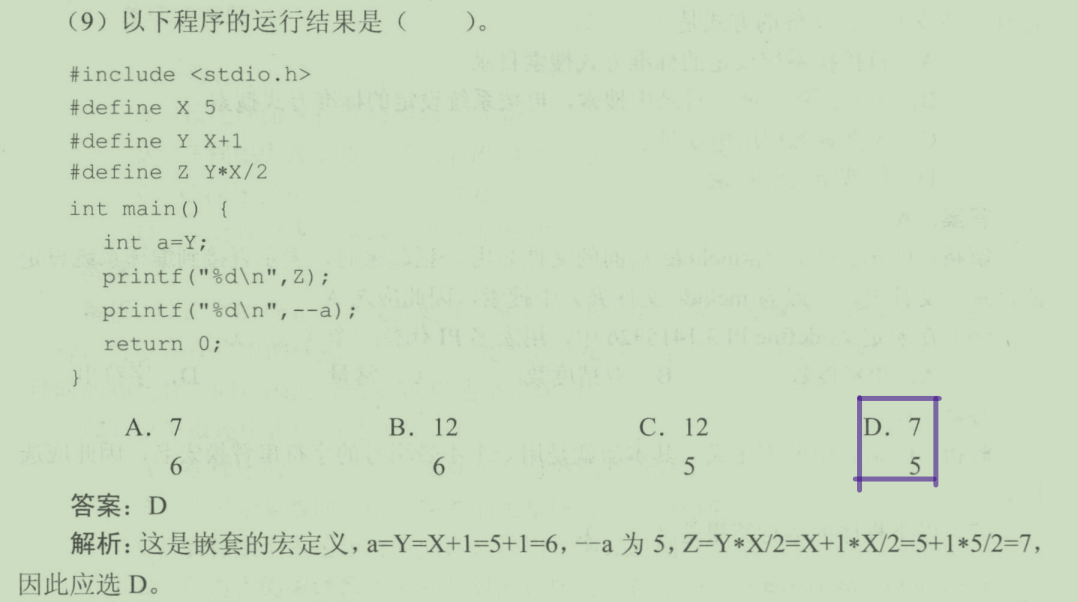 （9）以下程序的运行结果是（　　）。
#include <stdio.h>
#define X 5
#define Y X+1
#define Z Y*X/2
int main() {
int a=Y;
printf("%d\n",Z);
printf("%d\n",--a);
return 0;
}
A．7 B．12 C．12 D．7
6 6 5 5
答案：D
解析：这是嵌套的宏定义，a=Y=X+1=5+1=6，--a 为 5，Z=Y*X/2=X+1*X/2=5+1*5/2=7，
因此应选 D。